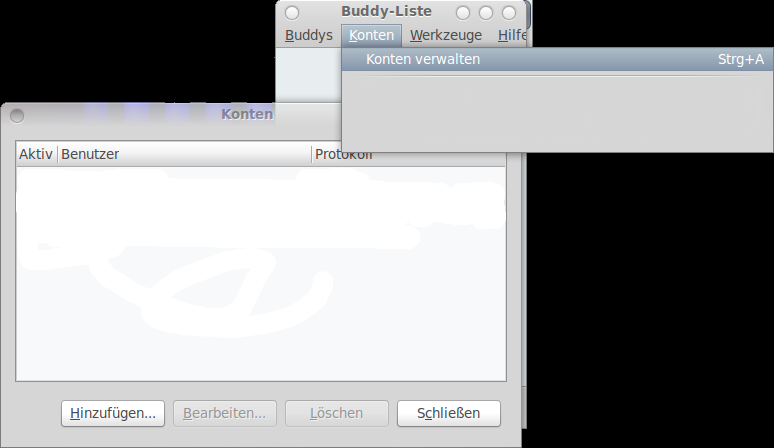 Buddy-Liste
Buddys Konten Werkzeuge Hilfe
Konten verwalten Strg+A
Konten
Aktiv Benutzer Protokoll
Hinzufügen... Bearbeiten... Löschen Schließen